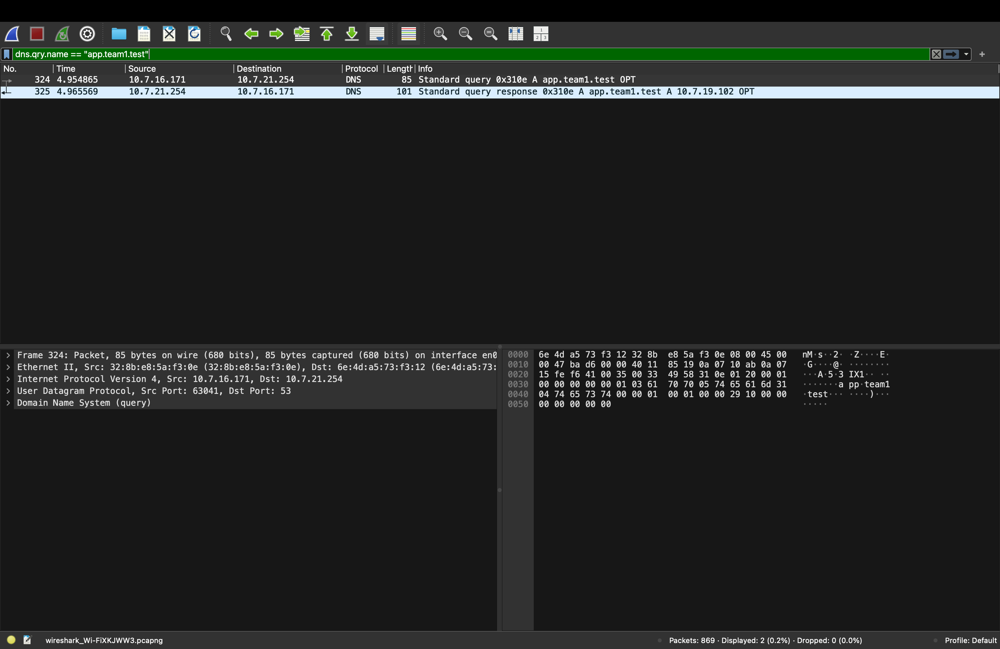 dns.qry.name == "app.team1.test"
No. Time Source Destination Protocol Length Info
324 4.954865 10.7.16.171 10.7.21.254 DNS 85 Standard query 0x310e A app.team1.test OPT
325 4.965569 10.7.21.254 10.7.16.171 DNS 101 Standard query response 0x310e A app.team1.test A 10.7.19.102 OPT
Frame 324: Packet, 85 bytes on wire (680 bits), 85 bytes captured (680 bits) on interface en0
Ethernet II, Src: 32:8b:e8:5a:f3:0e (32:8b:e8:5a:f3:0e), Dst: 6e:4d:a5:73:f3:12 (6e:4d:a5:73:
Internet Protocol Version 4, Src: 10.7.16.171, Dst: 10.7.21.254
User Datagram Protocol, Src Port: 63041, Dst Port: 53
Domain Name System (query)
0000 6e 4d a5 73 f3 12 32 8b e8 5a f3 0e 08 00 45 00 nM·s··2· ·Z····E·
0010 00 47 ba d6 00 00 40 11 85 19 0a 07 10 ab 0a 07 ·G····@· ········
0020 15 fe f6 41 00 35 00 33 49 58 31 0e 01 20 00 01 ···A·5·3 IX1·· ··
0030 00 00 00 00 00 01 03 61 70 70 05 74 65 61 6d 31 ·······a pp·team1
0040 04 74 65 73 74 00 00 01 00 01 00 00 29 10 00 00 ·test··· ····)···
0050 00 00 00 00 00 ·····
wireshark_Wi-FiXKJWW3.pcapng Packets: 869 · Displayed: 2 (0.2%) · Dropped: 0 (0.0%) Profile: Default